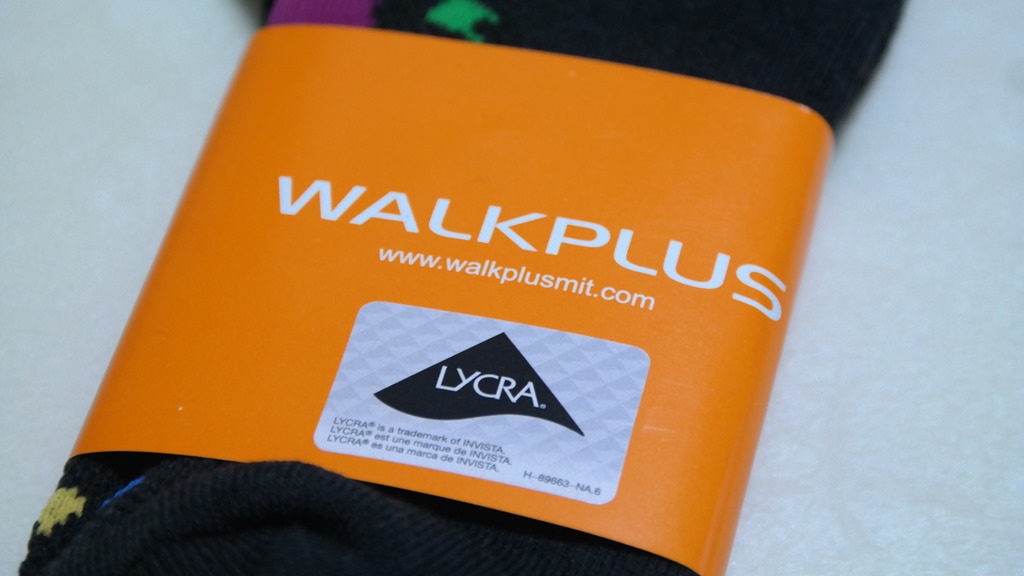 WALKPLUS
www.walkplusmit.com
LYCRA®
LYCRA® is a trademark of INVISTA.
LYCRA® est une marque de INVISTA.
LYCRA® es una marca de INVISTA.
H-89663-NA.6